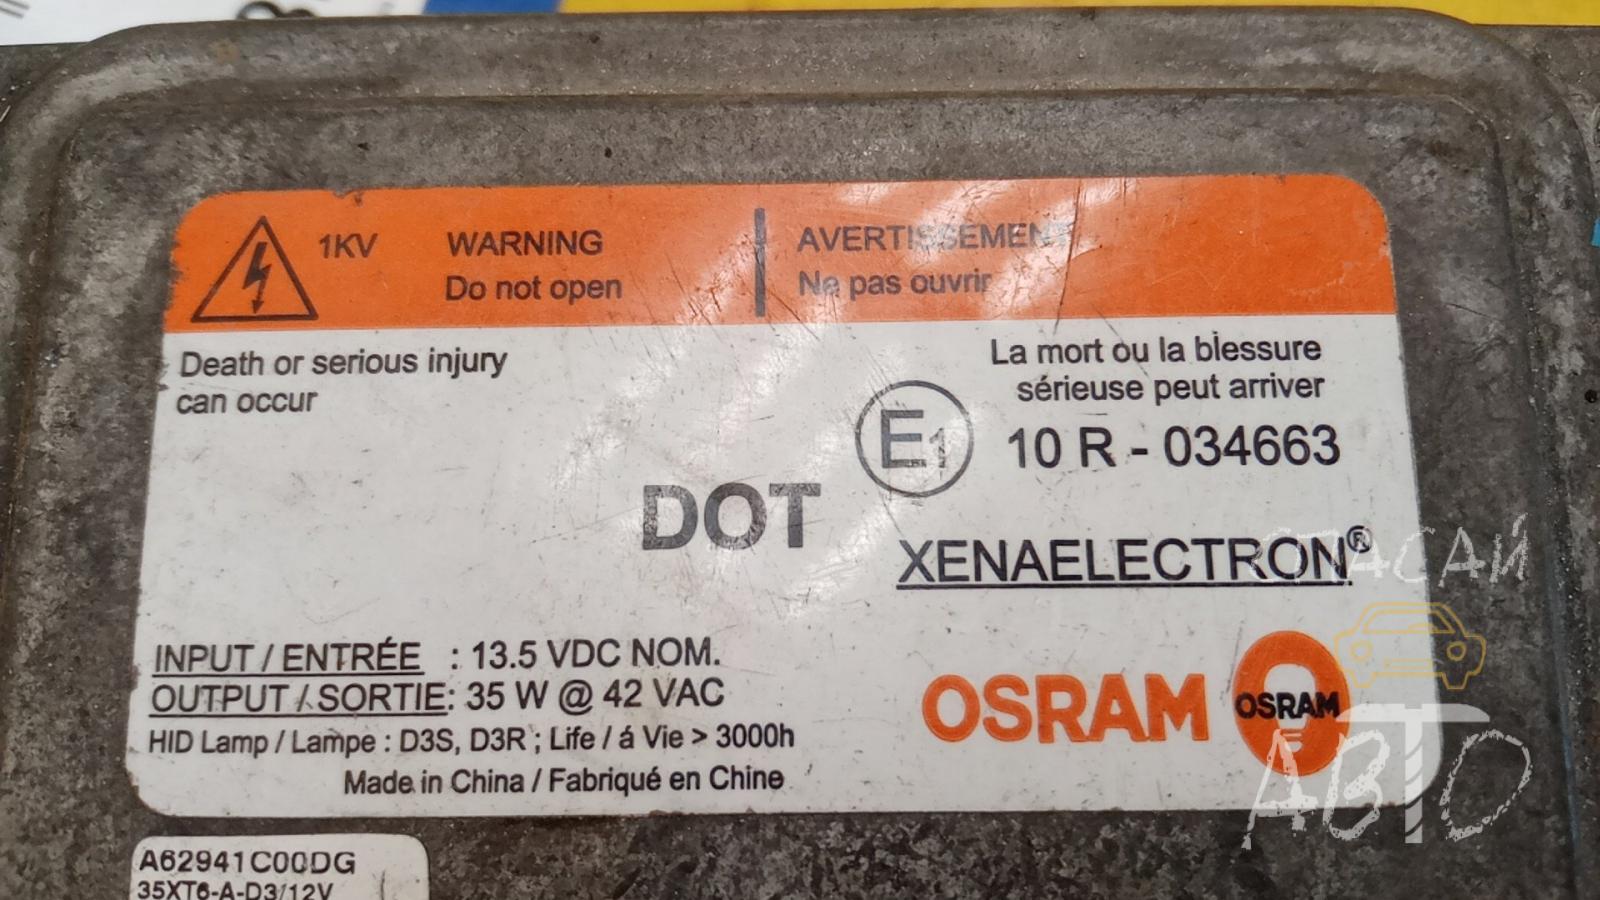 1KV
WARNING
Do not open
AVERTISSEMENT
Ne pas ouvrir
Death or serious injury
can occur
La mort ou la blessure
sérieuse peut arriver
E1 10 R - 034663
DOT
XENAELECTRON®
INPUT / ENTRÉE : 13.5 VDC NOM.
OUTPUT / SORTIE: 35 W @ 42 VAC
HID Lamp / Lampe : D3S, D3R ; Life / á Vie > 3000h
Made in China / Fabriqué en Chine
OSRAM OSRAM
A62941C00DG
35XT6-A-D3/12V
СПАСАЙ
АВТО